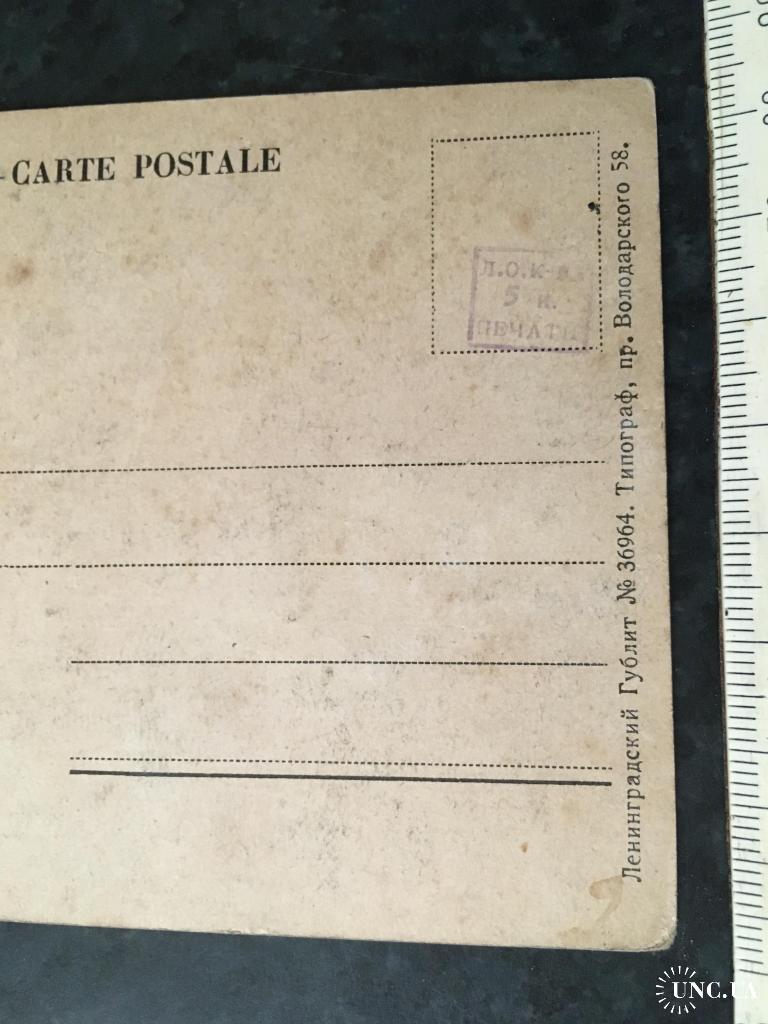 CARTE POSTALE
Л.О.К-в.
5 к.
ПЕЧАТИ
Ленинградский Гублит № 36964. Типограф, пр. Володарского 58.
UNC.UA